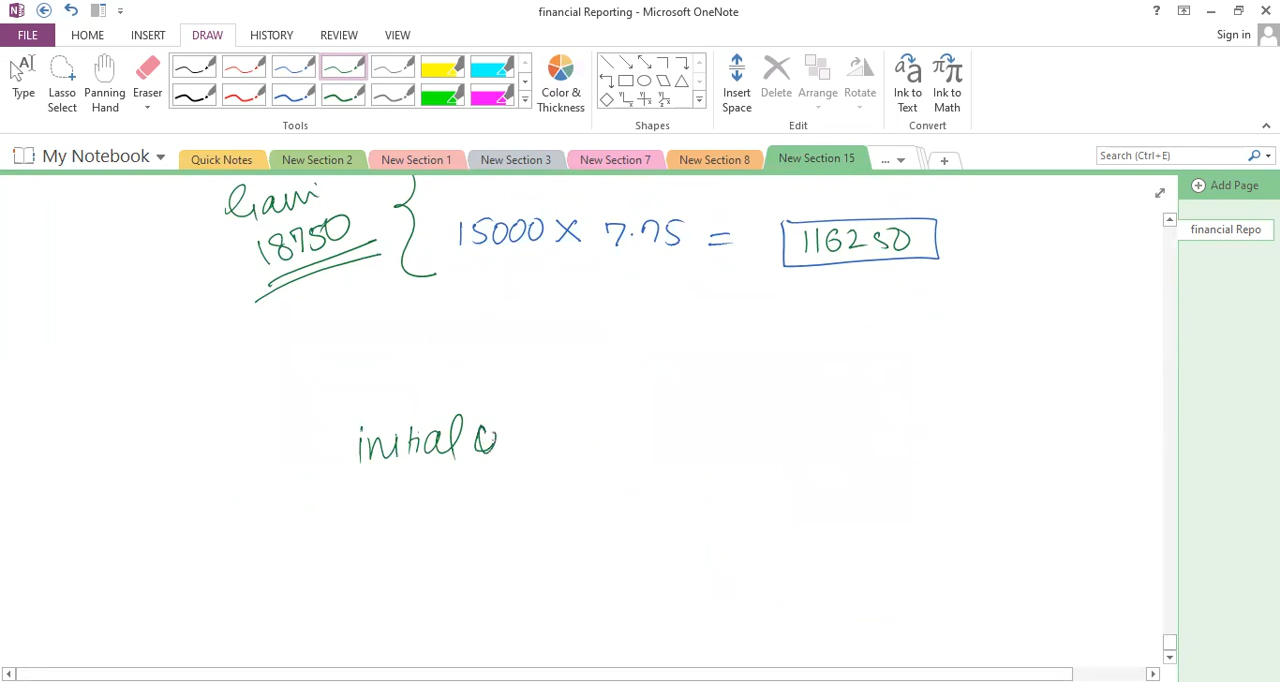 financial Reporting - Microsoft OneNote
?
FILE HOME INSERT DRAW HISTORY REVIEW VIEW Sign in
Type
Lasso Select
Panning Hand
Eraser
Color & Thickness
Insert Space
Delete
Arrange
Rotate
Ink to Text
Ink to Math
Tools Shapes Edit Convert
My Notebook Quick Notes New Section 2 New Section 1 New Section 3 New Section 7 New Section 8 New Section 15 ... Search (Ctrl+E)
Add Page
financial Repo
Gain
18750
15000 X 7.75 = 116250
initial